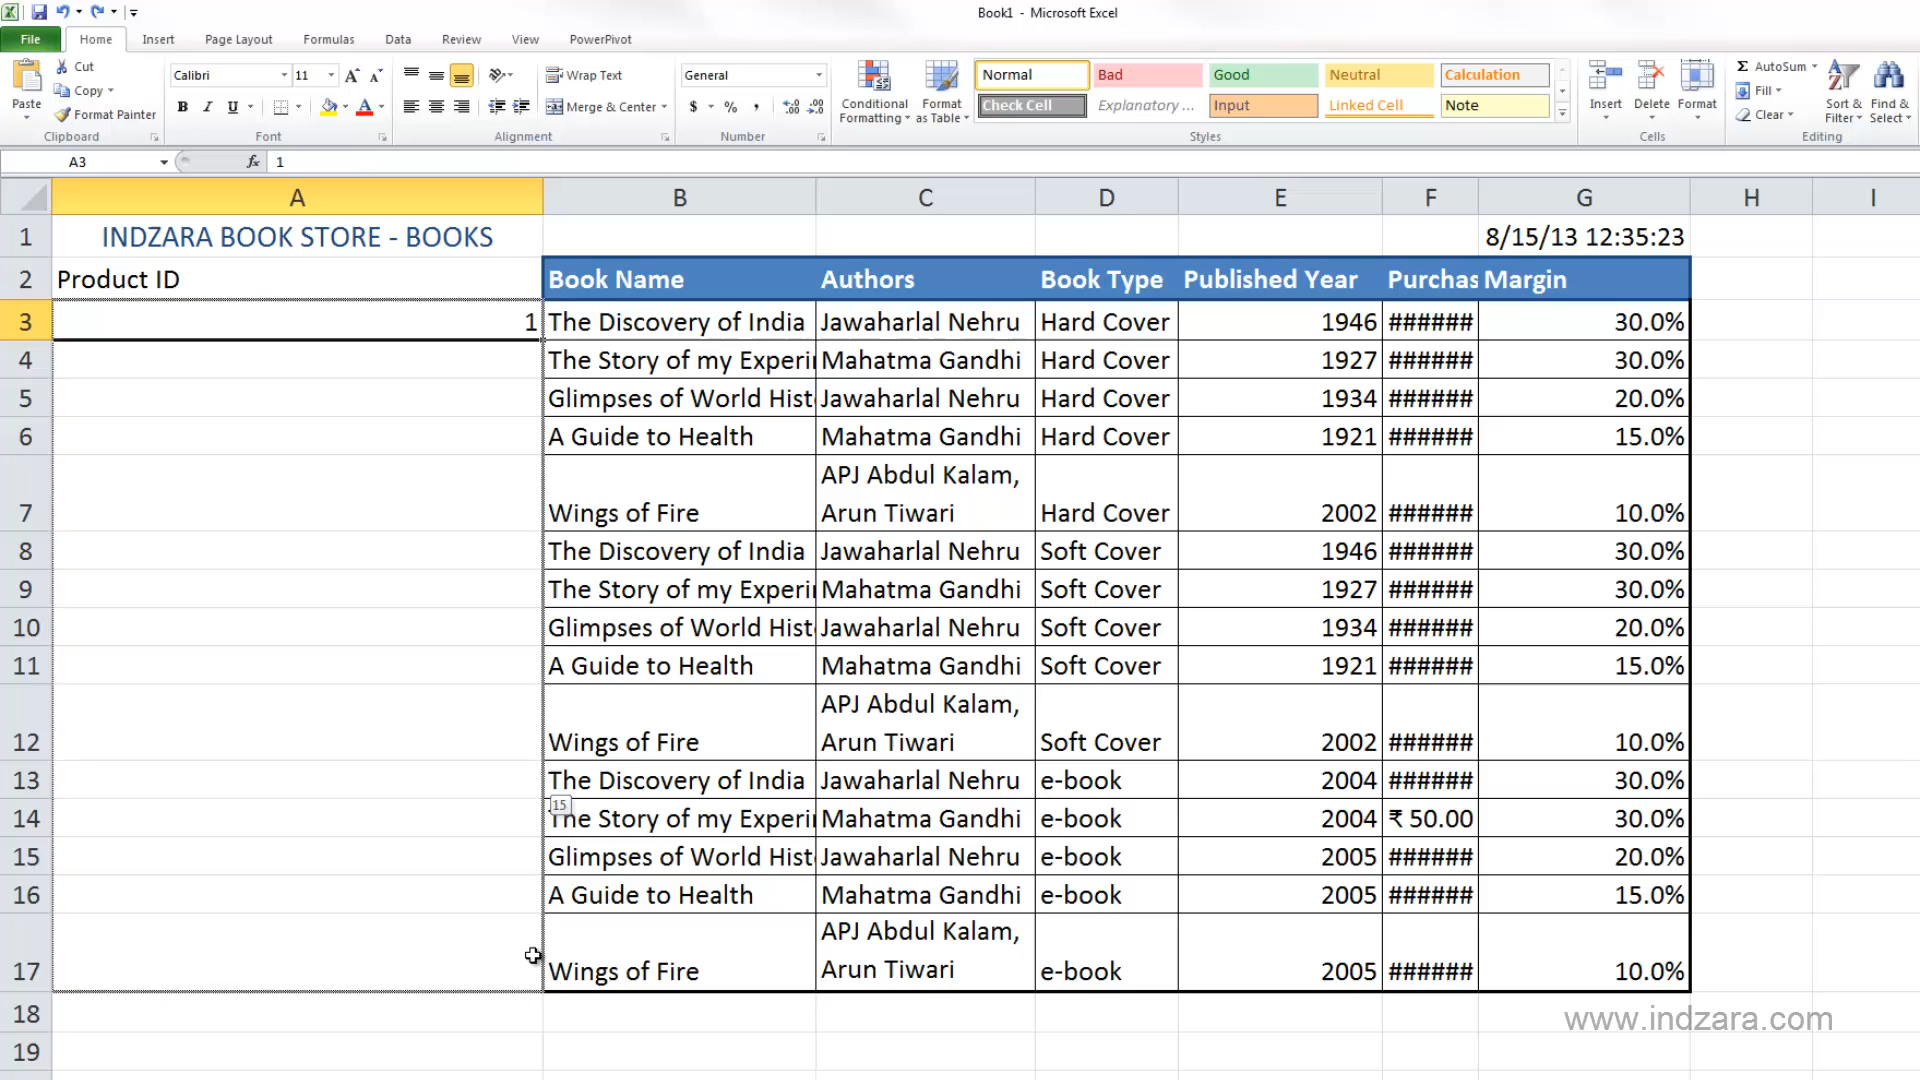 Book1 - Microsoft Excel
File Home Insert Page Layout Formulas Data Review View PowerPivot
Paste Cut Copy Format Painter Clipboard
Calibri 11 A A B I U A Font
Wrap Text Merge & Center Alignment
General $ % , .0 .00 .00 .0 Number
Conditional Formatting Format as Table
Normal Bad Good Neutral Calculation
Check Cell Explanatory ... Input Linked Cell Note
Styles
Insert Delete Format Cells
Σ AutoSum Fill Clear Sort & Filter Find & Select Editing
A3 fx 1
A B C D E F G H I
1 INDZARA BOOK STORE - BOOKS 8/15/13 12:35:23
2 Product ID Book Name Authors Book Type Published Year Purchas Margin
3 1 The Discovery of India Jawaharlal Nehru Hard Cover 1946 ###### 30.0%
4 The Story of my Experi Mahatma Gandhi Hard Cover 1927 ###### 30.0%
5 Glimpses of World Hist Jawaharlal Nehru Hard Cover 1934 ###### 20.0%
6 A Guide to Health Mahatma Gandhi Hard Cover 1921 ###### 15.0%
7 Wings of Fire APJ Abdul Kalam, Arun Tiwari Hard Cover 2002 ###### 10.0%
8 The Discovery of India Jawaharlal Nehru Soft Cover 1946 ###### 30.0%
9 The Story of my Experi Mahatma Gandhi Soft Cover 1927 ###### 30.0%
10 Glimpses of World Hist Jawaharlal Nehru Soft Cover 1934 ###### 20.0%
11 A Guide to Health Mahatma Gandhi Soft Cover 1921 ###### 15.0%
12 Wings of Fire APJ Abdul Kalam, Arun Tiwari Soft Cover 2002 ###### 10.0%
13 The Discovery of India Jawaharlal Nehru e-book 2004 ###### 30.0%
15
14 The Story of my Experi Mahatma Gandhi e-book 2004 ₹ 50.00 30.0%
15 Glimpses of World Hist Jawaharlal Nehru e-book 2005 ###### 20.0%
16 A Guide to Health Mahatma Gandhi e-book 2005 ###### 15.0%
17 Wings of Fire APJ Abdul Kalam, Arun Tiwari e-book 2005 ###### 10.0%
18
19
www.indzara.com